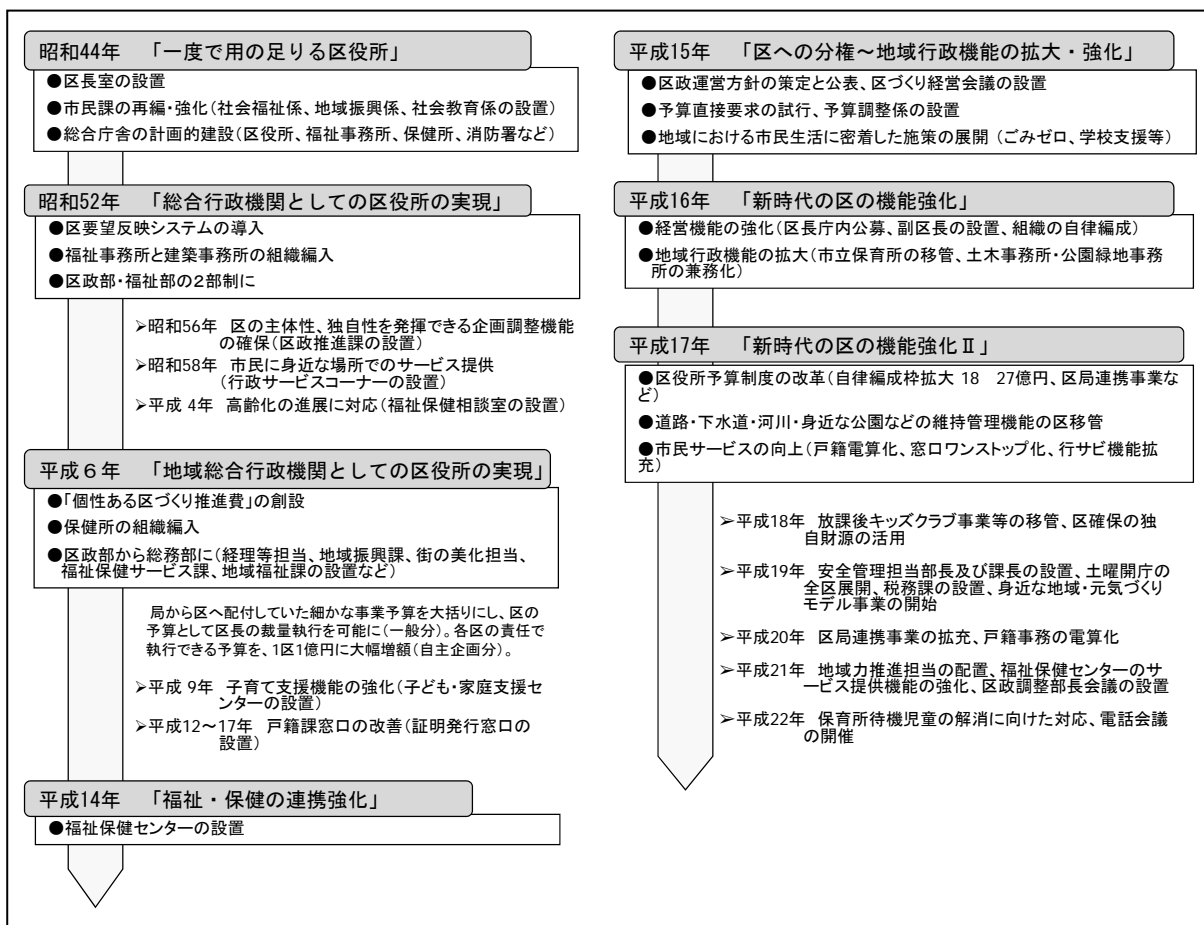 昭和44年　「一度で用の足りる区役所」
●区長室の設置
●市民課の再編・強化(社会福祉係、地域振興係、社会教育係の設置)
●総合庁舎の計画的建設(区役所、福祉事務所、保健所、消防署など)
昭和52年　「総合行政機関としての区役所の実現」
●区要望反映システムの導入
●福祉事務所と建築事務所の組織編入
●区政部・福祉部の2部制に
➢昭和56年　区の主体性、独自性を発揮できる企画調整機能
の確保(区政推進課の設置)
➢昭和58年　市民に身近な場所でのサービス提供
(行政サービスコーナーの設置)
➢平成 4年　高齢化の進展に対応(福祉保健相談室の設置)
平成６年　「地域総合行政機関としての区役所の実現」
●「個性ある区づくり推進費」の創設
●保健所の組織編入
●区政部から総務部に(経理等担当、地域振興課、街の美化担当、
福祉保健サービス課、地域福祉課の設置など)
局から区へ配付していた細かな事業予算を大括りにし、区の
予算として区長の裁量執行を可能に(一般分)。各区の責任で
執行できる予算を、1区1億円に大幅増額(自主企画分)。
➢平成 9年　子育て支援機能の強化(子ども・家庭支援セ
ンターの設置)
➢平成12～17年　戸籍課窓口の改善(証明発行窓口の
設置)
平成14年　「福祉・保健の連携強化」
●福祉保健センターの設置
平成15年　「区への分権～地域行政機能の拡大・強化」
●区政運営方針の策定と公表、区づくり経営会議の設置
●予算直接要求の試行、予算調整係の設置
●地域における市民生活に密着した施策の展開 (ごみゼロ、学校支援等)
平成16年　「新時代の区の機能強化」
●経営機能の強化(区長庁内公募、副区長の設置、組織の自律編成)
●地域行政機能の拡大(市立保育所の移管、土木事務所・公園緑地事務
所の兼務化)
平成17年　「新時代の区の機能強化Ⅱ」
●区役所予算制度の改革(自律編成枠拡大 18　27億円、区局連携事業な
ど)
●道路・下水道・河川・身近な公園などの維持管理機能の区移管
●市民サービスの向上(戸籍電算化、窓口ワンストップ化、行サビ機能拡
充)
➢平成18年　放課後キッズクラブ事業等の移管、区確保の独
自財源の活用
➢平成19年　安全管理担当部長及び課長の設置、土曜開庁の
全区展開、税務課の設置、身近な地域・元気づくり
モデル事業の開始
➢平成20年　区局連携事業の拡充、戸籍事務の電算化
➢平成21年　地域力推進担当の配置、福祉保健センターのサ
ービス提供機能の強化、区政調整部長会議の設置
➢平成22年　保育所待機児童の解消に向けた対応、電話会議
の開催